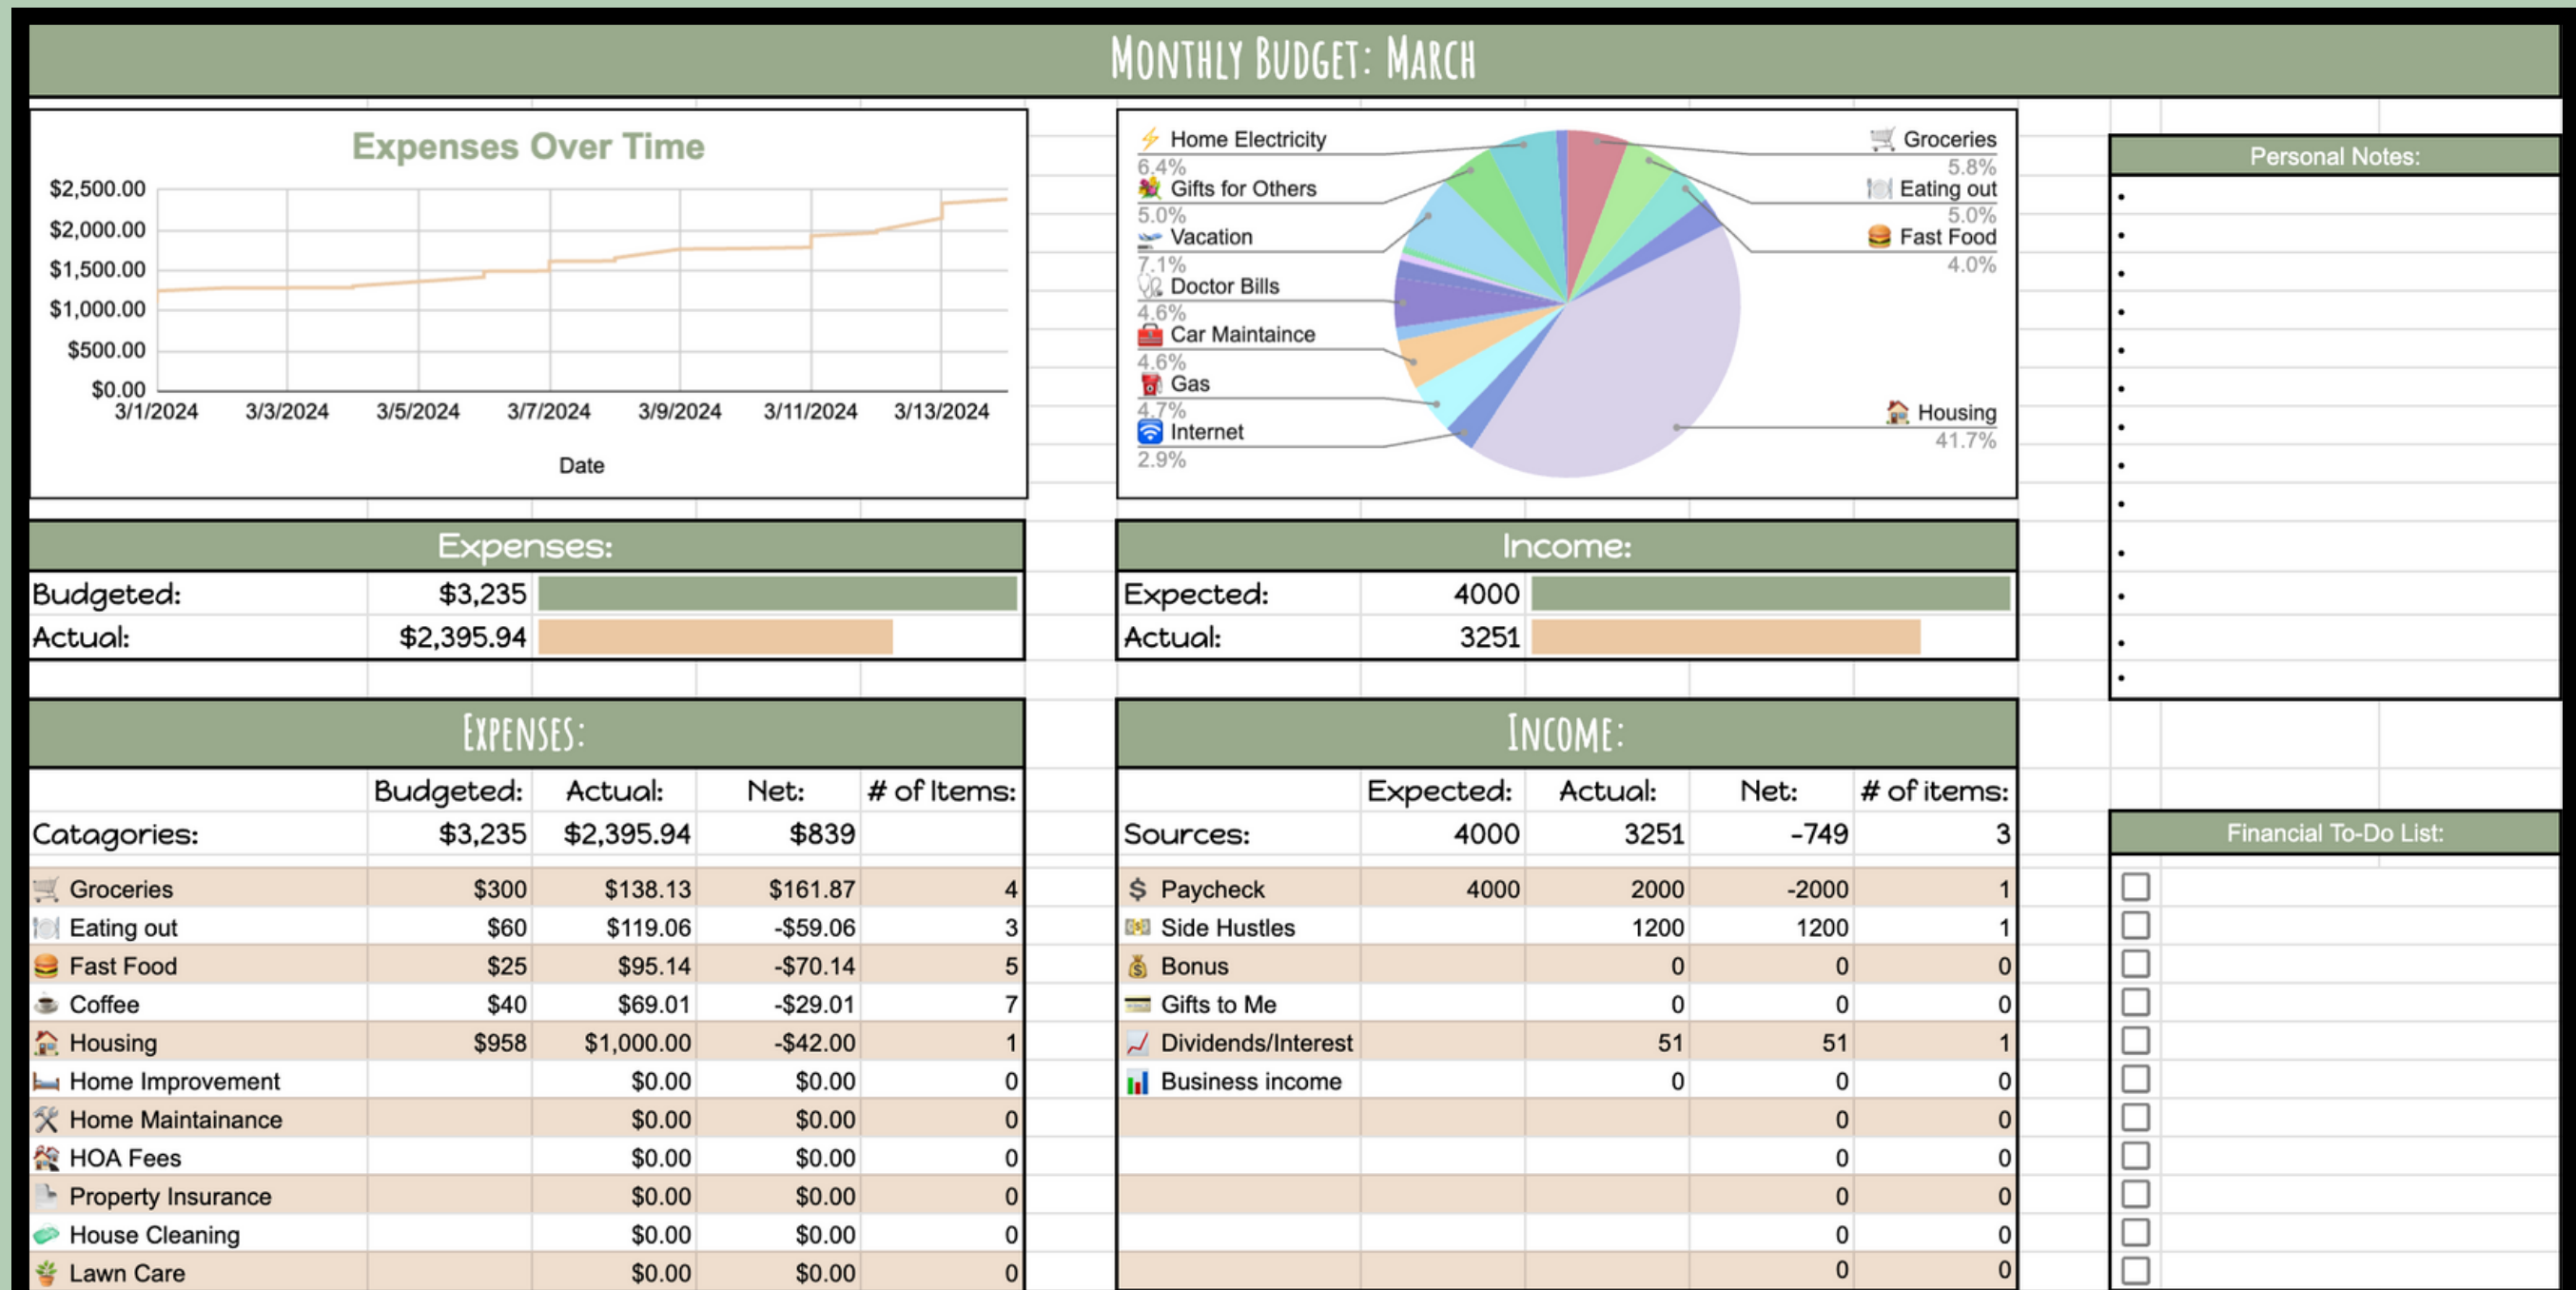 Monthly Budget: March
Expenses Over Time
$2,500.00
$2,000.00
$1,500.00
$1,000.00
$500.00
$0.00
3/1/2024 3/3/2024 3/5/2024 3/7/2024 3/9/2024 3/11/2024 3/13/2024
Date
Home Electricity
6.4%
Gifts for Others
5.0%
Vacation
7.1%
Doctor Bills
4.6%
Car Maintaince
4.6%
Gas
4.7%
Internet
2.9%
Groceries
5.8%
Eating out
5.0%
Fast Food
4.0%
Housing
41.7%
Personal Notes:
Expenses:
Budgeted: $3,235
Actual: $2,395.94
Income:
Expected: 4000
Actual: 3251
Expenses:
Budgeted: Actual: Net: # of Items:
Catagories: $3,235 $2,395.94 $839
Groceries $300 $138.13 $161.87 4
Eating out $60 $119.06 -$59.06 3
Fast Food $25 $95.14 -$70.14 5
Coffee $40 $69.01 -$29.01 7
Housing $958 $1,000.00 -$42.00 1
Home Improvement $0.00 $0.00 0
Home Maintainance $0.00 $0.00 0
HOA Fees $0.00 $0.00 0
Property Insurance $0.00 $0.00 0
House Cleaning $0.00 $0.00 0
Lawn Care $0.00 $0.00 0
Income:
Expected: Actual: Net: # of items:
Sources: 4000 3251 -749 3
Paycheck 4000 2000 -2000 1
Side Hustles 1200 1200 1
Bonus 0 0 0
Gifts to Me 0 0 0
Dividends/Interest 51 51 1
Business income 0 0 0
0 0
0 0
0 0
0 0
0 0
Financial To-Do List: